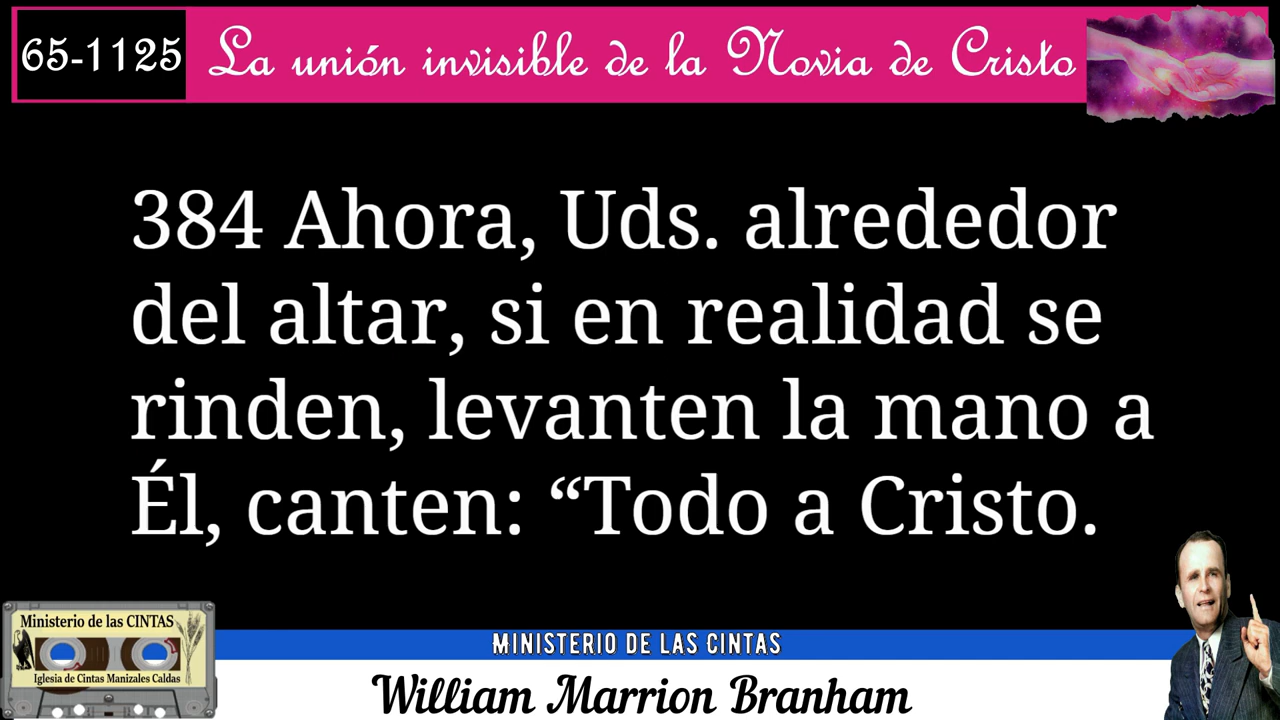 65-1125 La unión invisible de la Novia de Cristo
384 Ahora, Uds. alrededor
del altar, si en realidad se
rinden, levanten la mano a
Él, canten: “Todo a Cristo.
Ministerio de las CINTAS
Iglesia de Cintas Manizales Caldas
MINISTERIO DE LAS CINTAS
William Marrion Branham